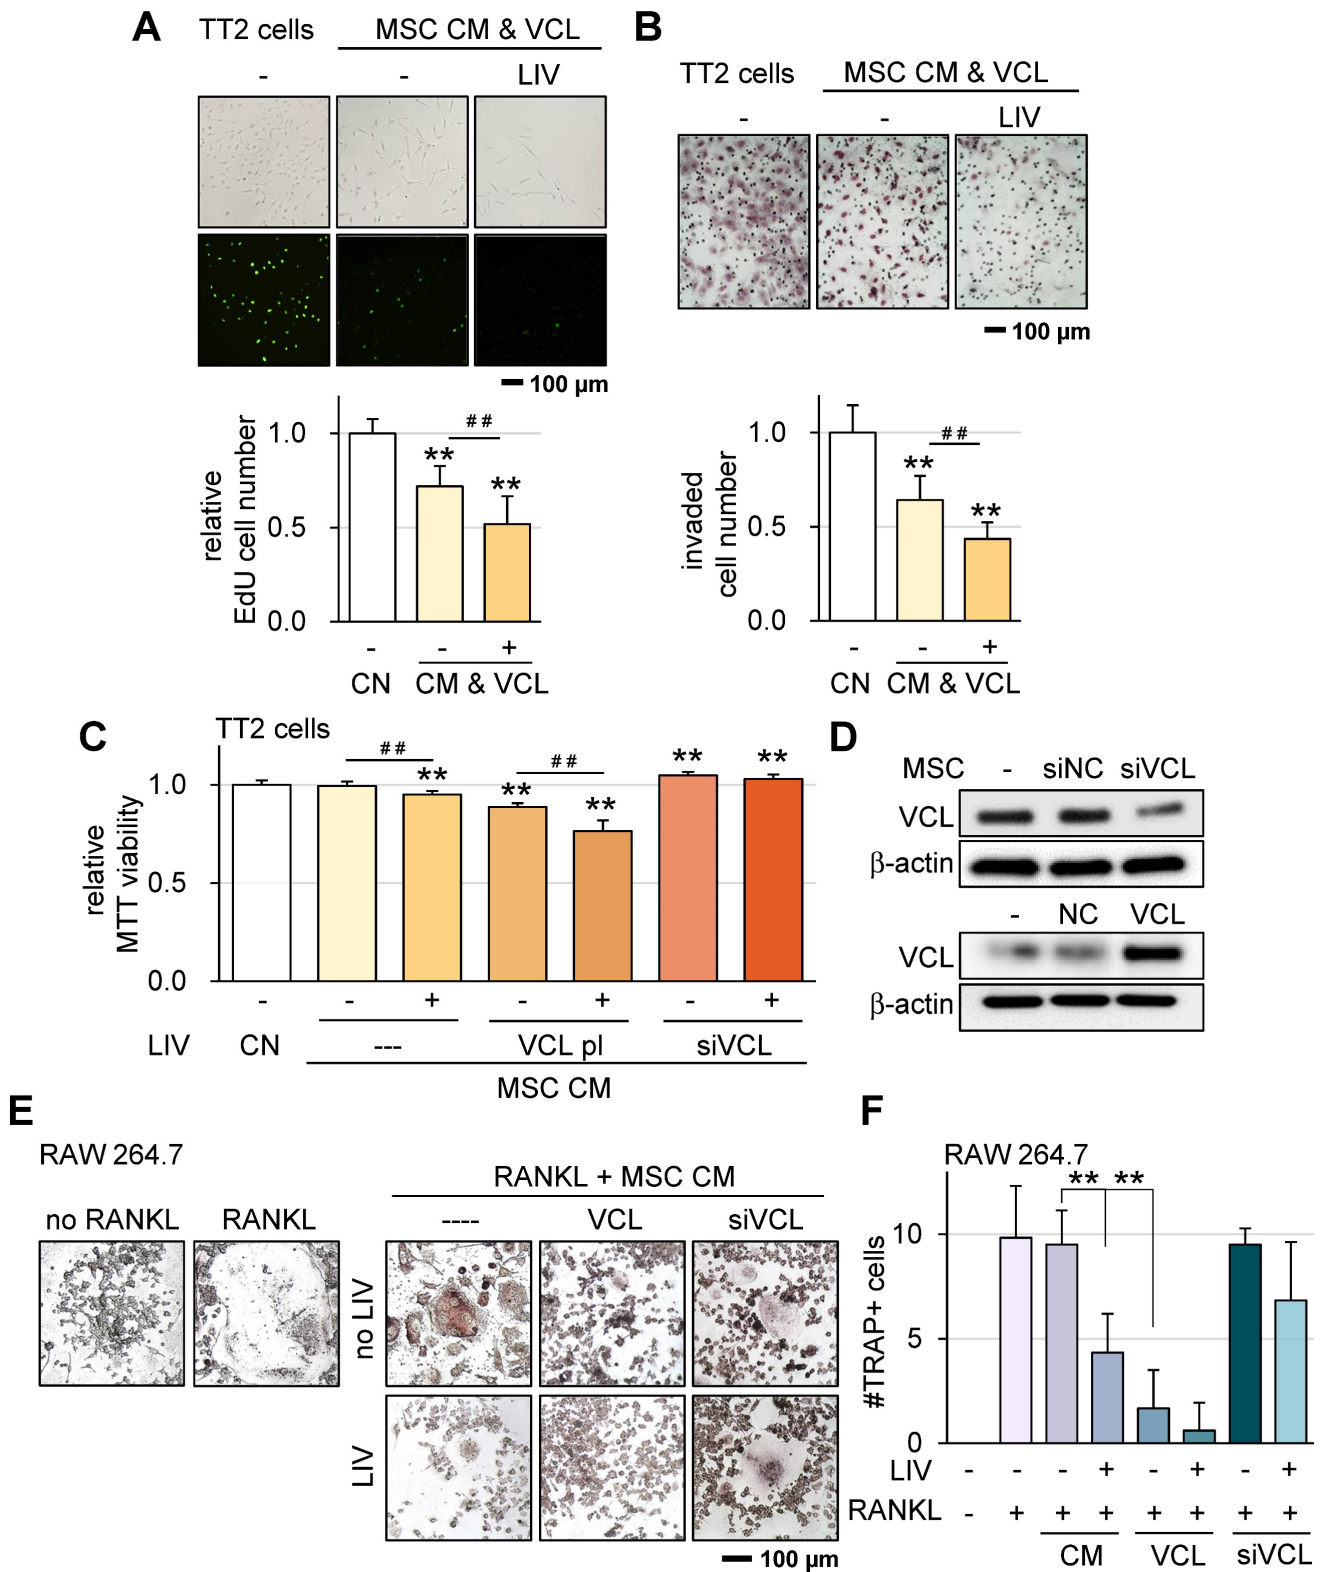 A
TT2 cells
MSC CM & VCL
-
-
LIV
100 µm
relative
EdU cell number
1.0
0.5
0.0
**
##
**
-
-
+
CN
CM & VCL
B
TT2 cells
MSC CM & VCL
-
-
LIV
100 µm
invaded
cell number
1.0
0.5
0.0
**
##
**
-
-
+
CN
CM & VCL
C
TT2 cells
relative
MTT viability
1.0
0.5
0.0
##
**
**
##
**
**
**
-
-
+
-
+
-
+
LIV
CN
---
VCL pl
siVCL
MSC CM
D
MSC
-
siNC
siVCL
VCL
β-actin
-
NC
VCL
VCL
β-actin
E
RAW 264.7
RANKL + MSC CM
no RANKL
RANKL
----
VCL
siVCL
no LIV
LIV
100 µm
F
RAW 264.7
#TRAP+ cells
10
5
0
**
**
LIV
-
-
-
+
-
+
-
+
RANKL
-
+
+
+
+
+
+
+
CM
VCL
siVCL